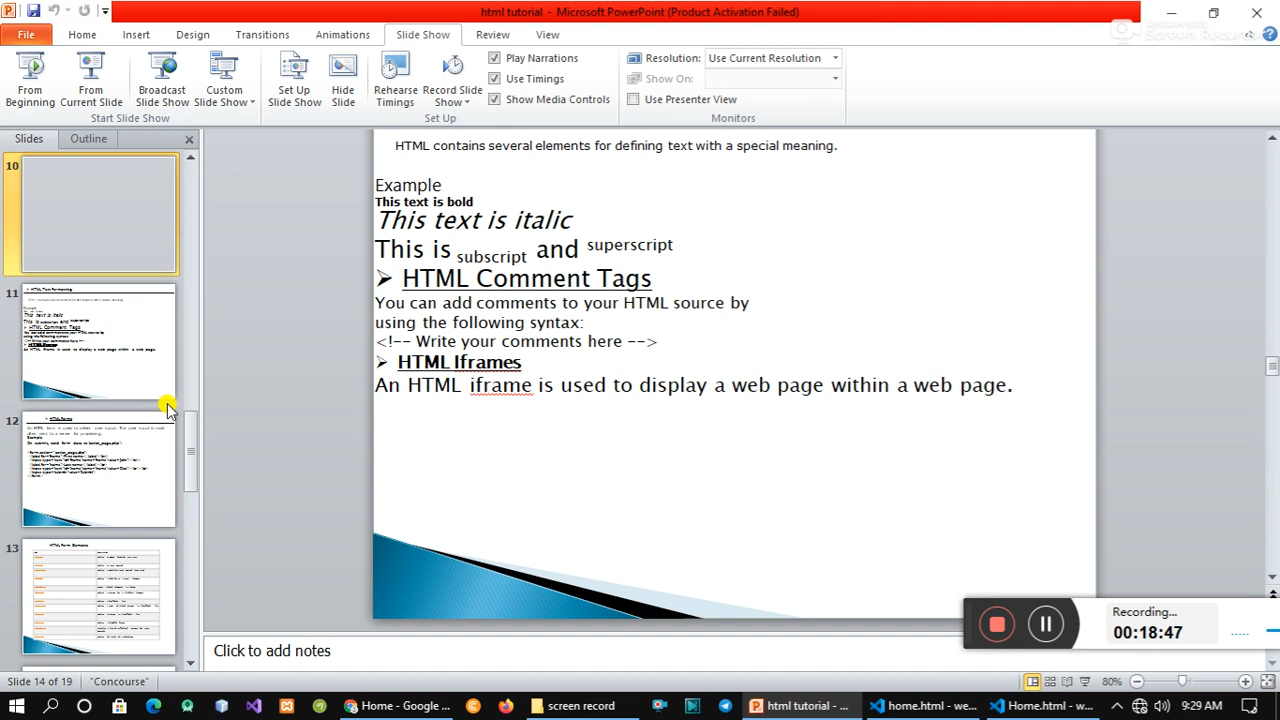 html tutorial - Microsoft PowerPoint (Product Activation Failed)
File Home Insert Design Transitions Animations Slide Show Review View
From Beginning
From Current Slide
Broadcast Slide Show
Custom Slide Show
Set Up Slide Show
Hide Slide
Rehearse Timings
Record Slide Show
Play Narrations
Use Timings
Show Media Controls
Resolution: Use Current Resolution
Show On:
Use Presenter View
Start Slide Show
Set Up
Monitors
Slides Outline
10
11
12
13
HTML contains several elements for defining text with a special meaning.
Example
This text is bold
This text is italic
This is subscript and superscript
HTML Comment Tags
You can add comments to your HTML source by
using the following syntax:
<!-- Write your comments here -->
HTML Iframes
An HTML iframe is used to display a web page within a web page.
Click to add notes
Recording...
00:18:47
Slide 14 of 19 "Concourse" 80%
Home - Google ... screen record html tutorial - ... home.html - we... Home.html - w... 9:29 AM